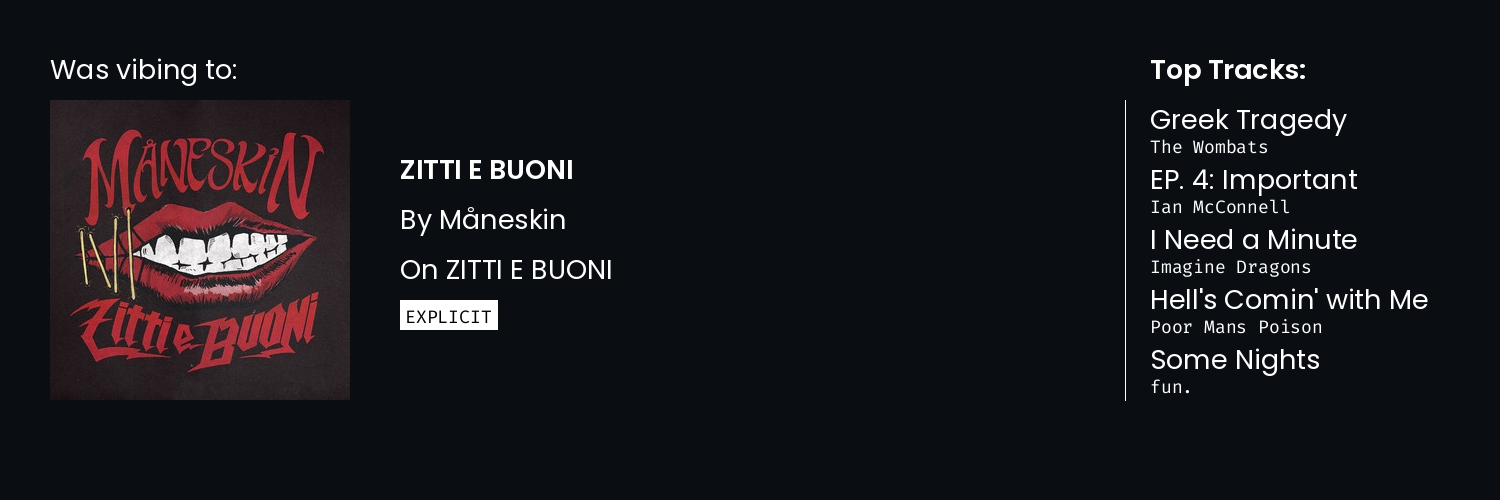 Was vibing to:
MÅNESKIN
Zitti e BUONI
ZITTI E BUONI
By Måneskin
On ZITTI E BUONI
EXPLICIT
Top Tracks:
Greek Tragedy
The Wombats
EP. 4: Important
Ian McConnell
I Need a Minute
Imagine Dragons
Hell's Comin' with Me
Poor Mans Poison
Some Nights
fun.